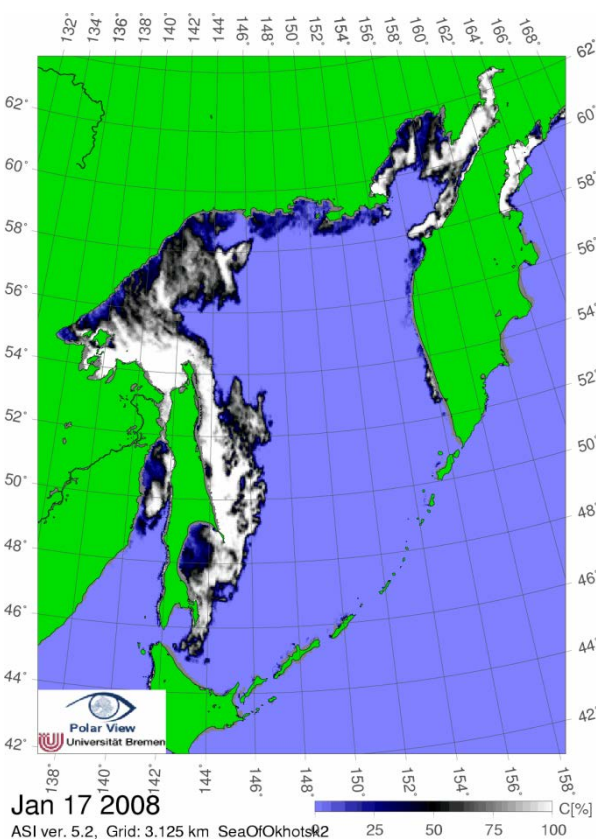 132° 134° 136° 138° 140° 142° 144° 146° 148° 150° 152° 154° 156° 158° 160° 162° 164° 166° 168°
62°
62°
60°
60°
58°
58°
56°
56°
54°
54°
52°
52°
50°
50°
48°
48°
46°
46°
44°
44°
42°
42°
Polar View
Universität Bremen
138° 140° 142° 144° 146° 148° 150° 152° 154° 156° 158°
Jan 17 2008
C[%]
0 25 50 75 100
ASI ver. 5.2, Grid: 3.125 km SeaOfOkhotsk2